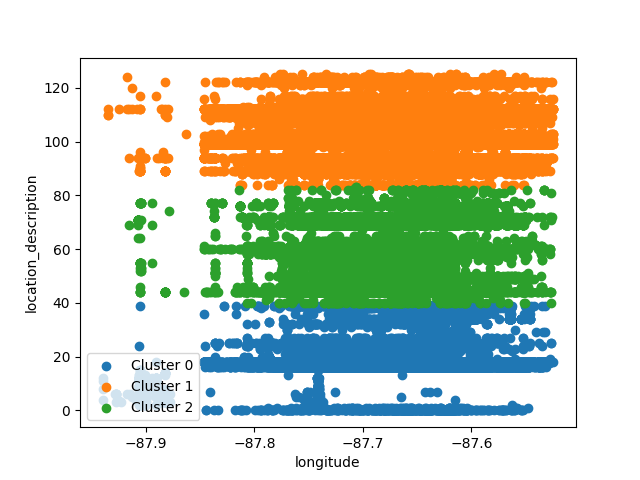 120
100
80
60
40
20
0
location_description
Cluster 0
Cluster 1
Cluster 2
−87.9
−87.8
−87.7
−87.6
longitude